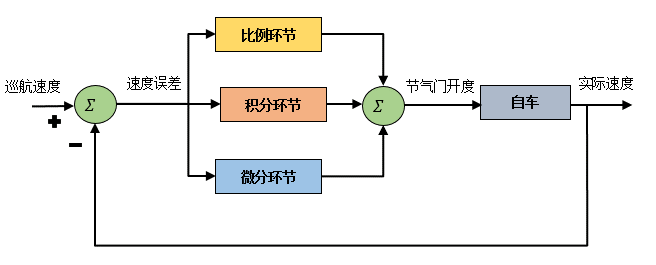 比例环节
巡航速度
速度误差
节气门开度
实际速度
Σ
积分环节
Σ
自车
+
−
微分环节